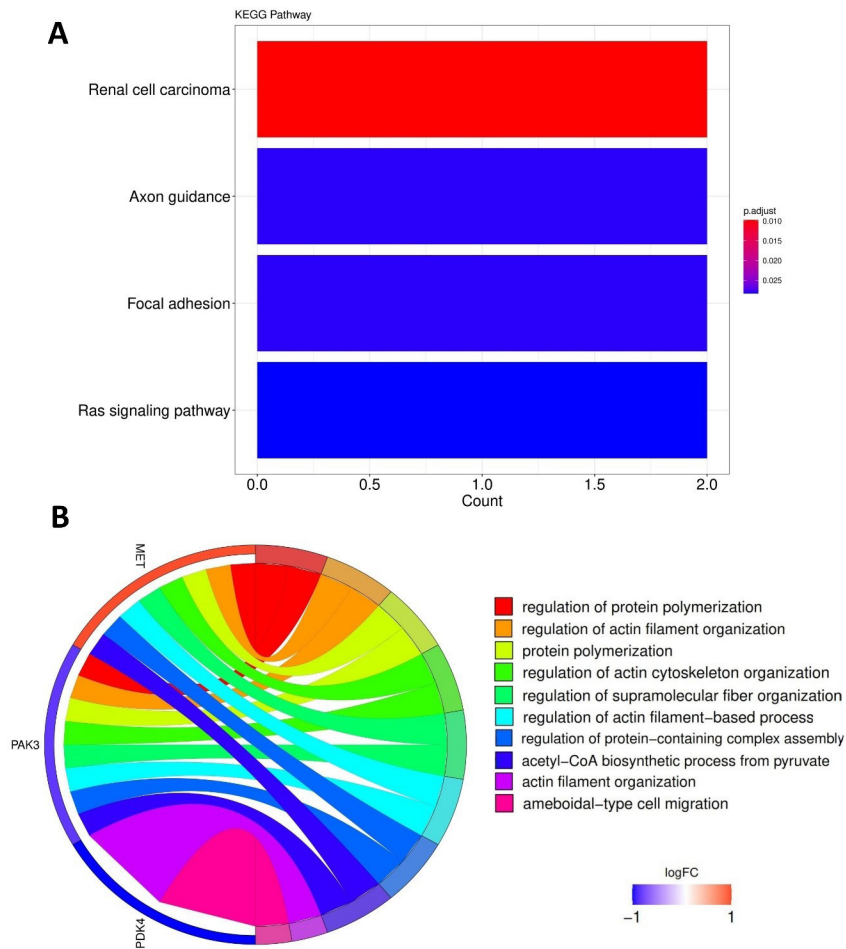 A
KEGG Pathway
Renal cell carcinoma
Axon guidance
Focal adhesion
Ras signaling pathway
0.0 0.5 1.0 1.5 2.0
Count
p.adjust
0.010
0.015
0.020
0.025
B
MET
PAK3
PDK4
regulation of protein polymerization
regulation of actin filament organization
protein polymerization
regulation of actin cytoskeleton organization
regulation of supramolecular fiber organization
regulation of actin filament−based process
regulation of protein−containing complex assembly
acetyl−CoA biosynthetic process from pyruvate
actin filament organization
ameboidal−type cell migration
logFC
−1 1